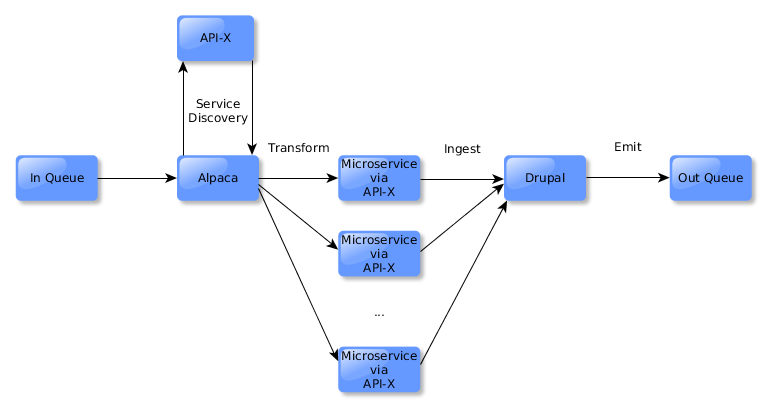 API-X
Service
Discovery
Transform
Ingest
Emit
In Queue
Alpaca
Microservice
via
API-X
Drupal
Out Queue
Microservice
via
API-X
...
Microservice
via
API-X